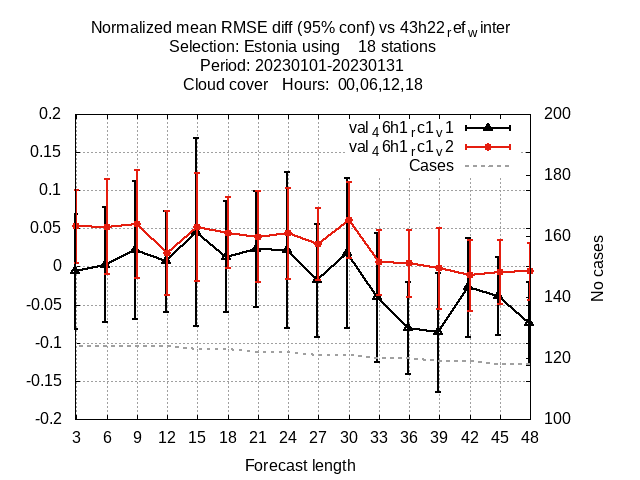 Normalized mean RMSE diff (95% conf) vs 43h22refwinter
Selection: Estonia using 18 stations
Period: 20230101-20230131
Cloud cover Hours: 00,06,12,18
0.2 200
val46h1rc1v1
val46h1rc1v2
Cases
0.15
0.1 180
0.05
160
0
-0.05 140
-0.1
120
-0.15
-0.2 100
No cases
3 6 9 12 15 18 21 24 27 30 33 36 39 42 45 48
Forecast length